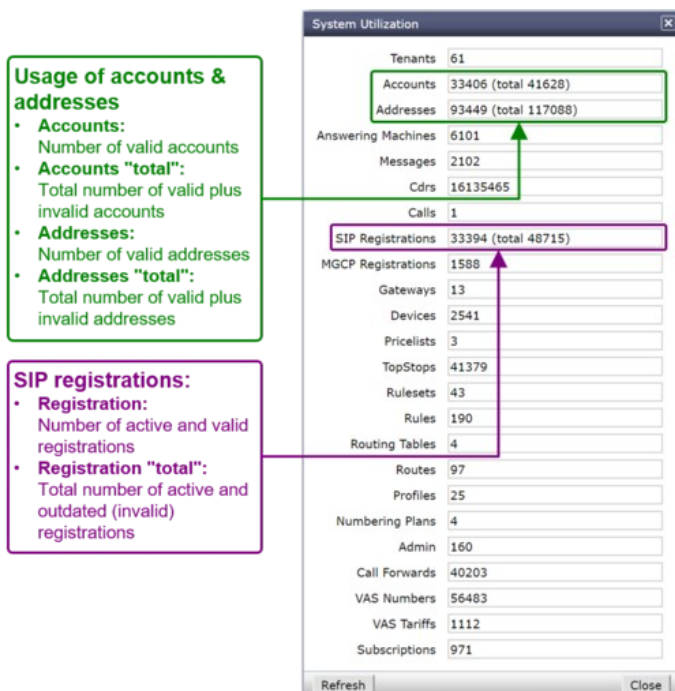 Usage of accounts &
addresses
• Accounts:
Number of valid accounts
• Accounts "total":
Total number of valid plus
invalid accounts
• Addresses:
Number of valid addresses
• Addresses "total":
Total number of valid plus
invalid addresses
SIP registrations:
• Registration:
Number of active and valid
registrations
• Registration "total":
Total number of active and
outdated (invalid)
registrations
System Utilization
Tenants 61
Accounts 33406 (total 41628)
Addresses 93449 (total 117088)
Answering Machines 6101
Messages 2102
Cdrs 16135465
Calls 1
SIP Registrations 33394 (total 48715)
MGCP Registrations 1588
Gateways 13
Devices 2541
Pricelists 3
TopStops 41379
Rulesets 43
Rules 190
Routing Tables 4
Routes 97
Profiles 25
Numbering Plans 4
Admin 160
Call Forwards 40203
VAS Numbers 56483
VAS Tariffs 1112
Subscriptions 971
Refresh Close